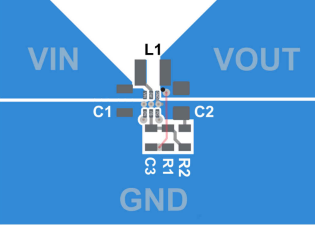 L1
VIN VOUT
C1 C2
C3 R1 R2
GND